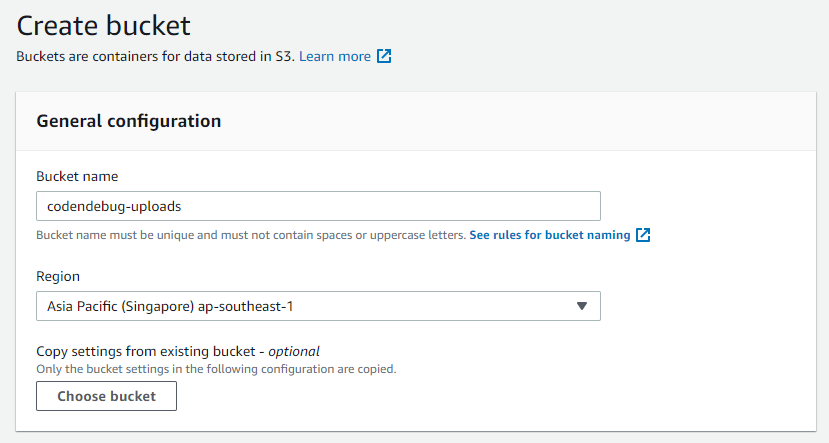 Create bucket
Buckets are containers for data stored in S3. Learn more
General configuration
Bucket name
codendebug-uploads
Bucket name must be unique and must not contain spaces or uppercase letters. See rules for bucket naming
Region
Asia Pacific (Singapore) ap-southeast-1
Copy settings from existing bucket - optional
Only the bucket settings in the following configuration are copied.
Choose bucket